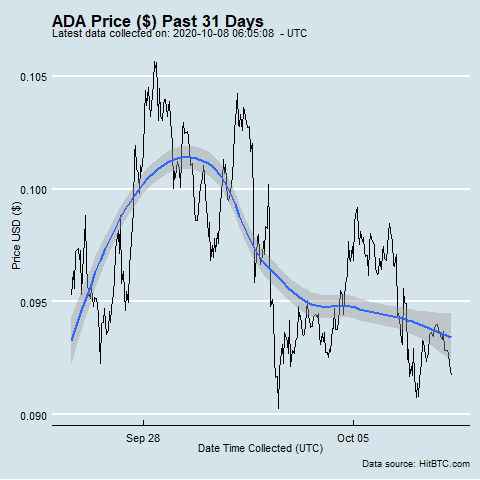 ADA Price ($) Past 31 Days
Latest data collected on: 2020-10-08 06:05:08 - UTC
0.105
0.100
0.095
0.090
Price USD ($)
Sep 28
Oct 05
Date Time Collected (UTC)
Data source: HitBTC.com